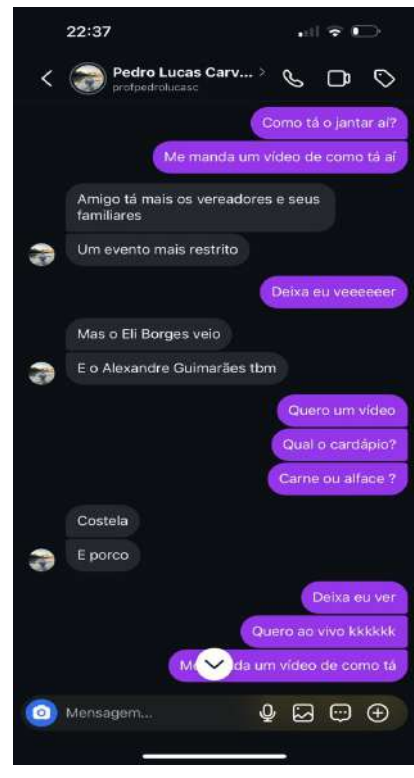 22:37
Pedro Lucas Carv...
profpedrolucasc
Como tá o jantar aí?
Me manda um vídeo de como tá aí
Amigo tá mais os vereadores e seus
familiares
Um evento mais restrito
Deixa eu veeeeeer
Mas o Eli Borges veio
E o Alexandre Guimarães tbm
Quero um vídeo
Qual o cardápio?
Carne ou alface ?
Costela
E porco
Deixa eu ver
Quero ao vivo kkkkkk
da um vídeo de como tá
Mensagem...